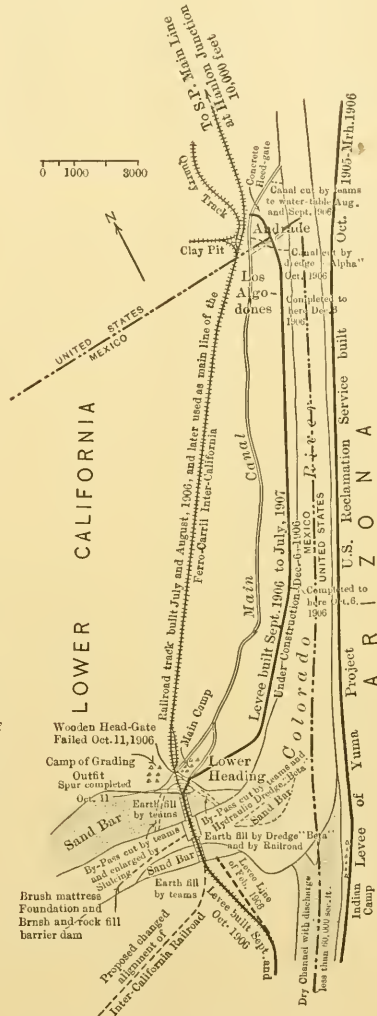 To S.P. Main Line
at Hanlon Junction
10,000 feet
0 1000 3000
N
Quarry
Track
Concrete
Head-gate
Canal cut by teams
to water-table Aug.
and Sept. 1906
Andrade
Clay Pit
Canal cut by
dredge "Alpha"
Oct. 1906
Los
Algo-
dones
Completed to
here Dec. 6
1906
UNITED STATES
MEXICO
LOWER CALIFORNIA
Railroad track built July and August, 1906, and later used as main line of the
Ferro-Carril Inter-California
Main Canal
Levee built Sept. 1906 to July, 1907
Under Construction Dec. 6-1906
MEXICO
UNITED STATES
Colorado River
Completed to
here Oct. 6
1906
Levee of Yuma Project U.S. Reclamation Service built Oct. 1905-Mrh.1906
ARIZONA
Wooden Head-Gate
Failed Oct. 11, 1906
Main Camp
Camp of Grading
Outfit
Spur completed
Oct. 11
Lower
Heading
Earth fill
by teams
Sand Bar
By-Pass cut by teams and
Hydraulic Dredge "Beta"
Sand Bar
By-Pass cut by teams
and enlarged by
Sluicing
Earth fill by Dredge "Beta"
and by Railroad
Sand Bar
Brush mattress
Foundation and
Brush and rock fill
barrier dam
Earth fill
by teams
Levee Line
of Feb.
Proposed changed
alignment of
Inter-California Railroad
Levee built Sept. and
Oct. 1906
Dry Channel with discharge
less than 60,000 sec. ft.
Indian
Camp